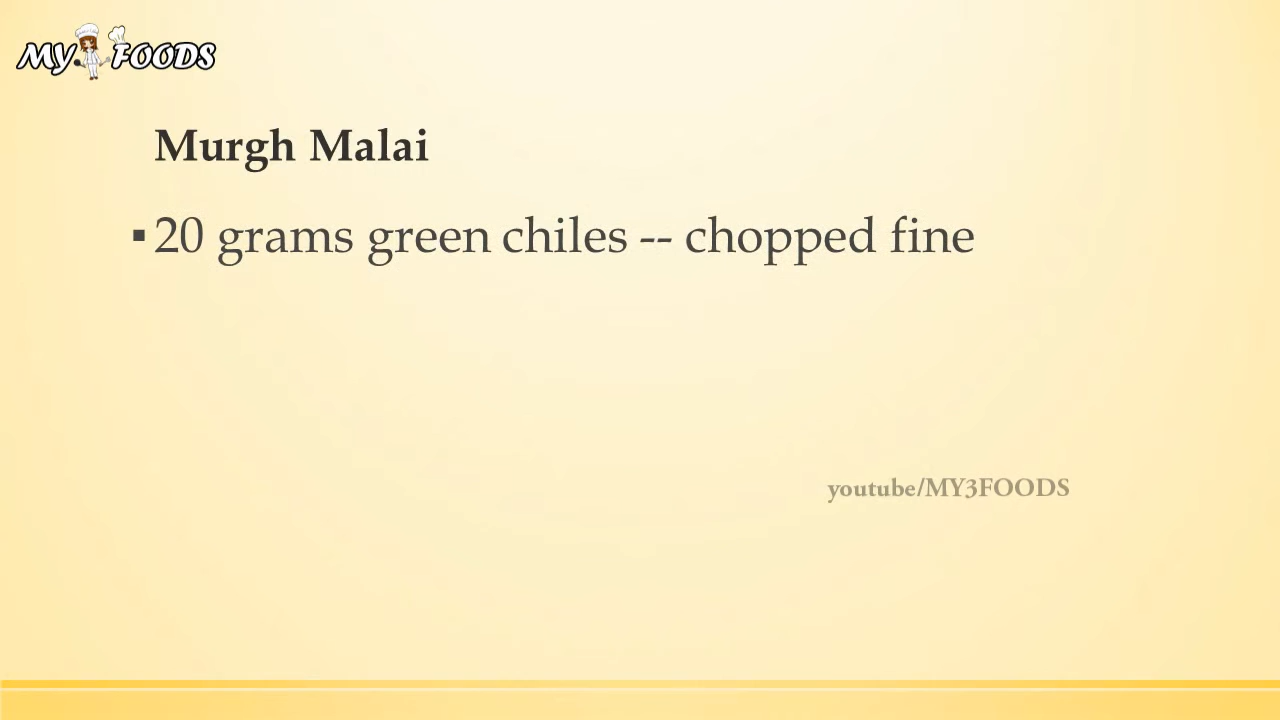 MY FOODS
Murgh Malai
▪ 20 grams green chiles -- chopped fine
youtube/MY3FOODS